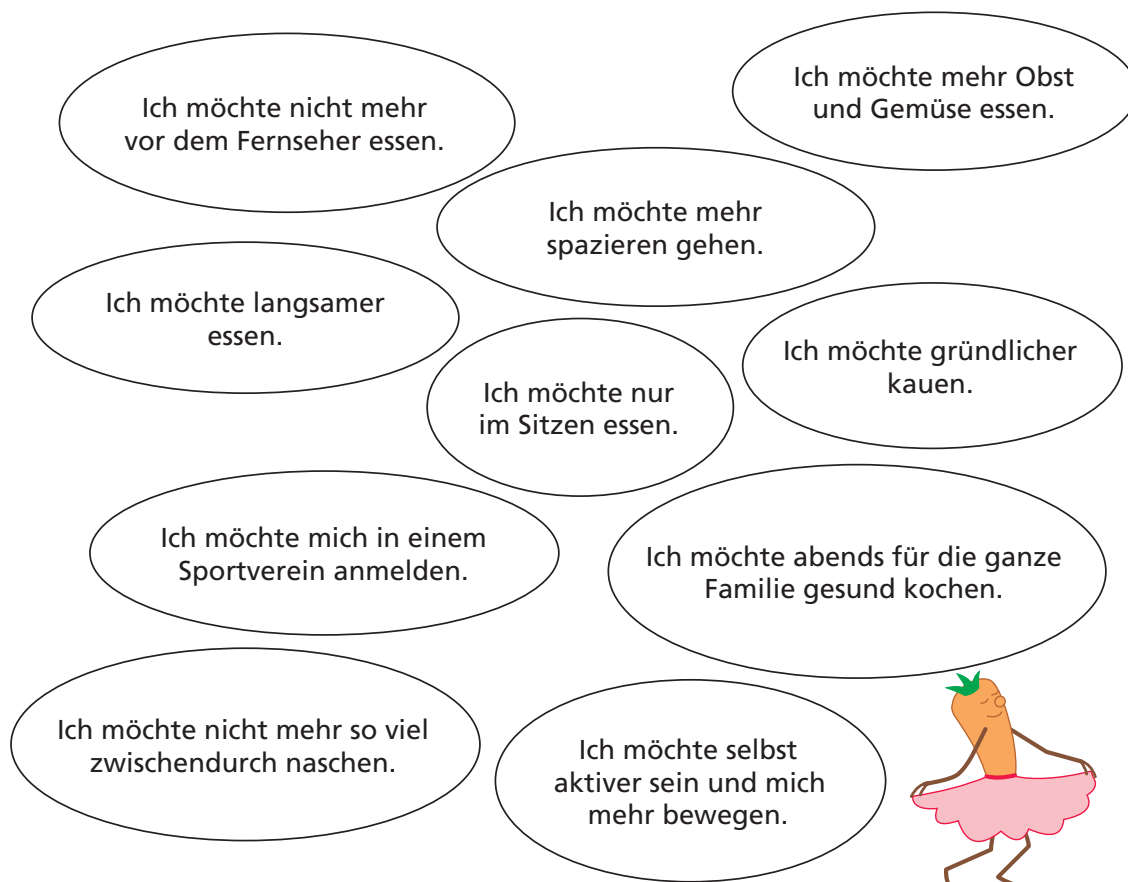 Ich möchte nicht mehr
vor dem Fernseher essen.
Ich möchte mehr Obst
und Gemüse essen.
Ich möchte mehr
spazieren gehen.
Ich möchte langsamer
essen.
Ich möchte gründlicher
kauen.
Ich möchte nur
im Sitzen essen.
Ich möchte mich in einem
Sportverein anmelden.
Ich möchte abends für die ganze
Familie gesund kochen.
Ich möchte nicht mehr so viel
zwischendurch naschen.
Ich möchte selbst
aktiver sein und mich
mehr bewegen.